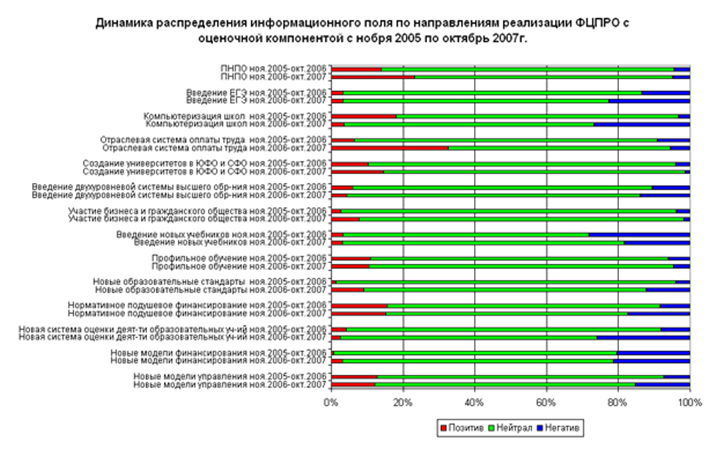 Динамика распределения информационного поля по направлениям реализации ФЦПРО с
оценочной компонентой с нобря 2005 по октябрь 2007г.
ПНПО ноя.2005-окт.2006
ПНПО ноя.2006-окт.2007
Введение ЕГЭ ноя.2005-окт.2006
Введение ЕГЭ ноя.2006-окт.2007
Компьютеризация школ ноя.2005-окт.2006
Компьютеризация школ ноя.2006-окт.2007
Отраслевая система оплаты труда ноя.2005-окт.2006
Отраслевая система оплаты труда ноя.2006-окт.2007
Создание университетов в ЮФО и СФО ноя.2005-окт.2006
Создание университетов в ЮФО и СФО ноя.2006-окт.2007
Введение двухуровневой системы высшего обр-ния ноя.2005-окт.2006
Введение двухуровневой системы высшего обр-ния ноя.2006-окт.2007
Участие бизнеса и гражданского общества ноя.2005-окт.2006
Участие бизнеса и гражданского общества ноя.2006-окт.2007
Введение новых учебников ноя.ноя.2005-окт.2006
Введение новых учебников ноя.2006-окт.2007
Профильное обучение ноя.2005-окт.2006
Профильное обучение ноя.2006-окт.2007
Новые образовательные стандарты ноя.2005-окт.2006
Новые образовательные стандарты ноя.2006-окт.2007
Нормативное подушевое финансирование ноя.2005-окт.2006
Нормативное подушевое финансирование ноя.2006-окт.2007
Новая система оценки деят-ти образовательных уч-ий ноя.2005-окт.2006
Новая система оценки деят-ти образовательных уч-ий ноя.2006-окт.2007
Новые модели финансирования ноя.2005-окт.2006
Новые модели финансирования ноя.2006-окт.2007
Новые модели управления ноя.2005-окт.2006
Новые модели управления ноя.2006-окт.2007
0% 20% 40% 60% 80% 100%
Позитив Нейтрал Негатив